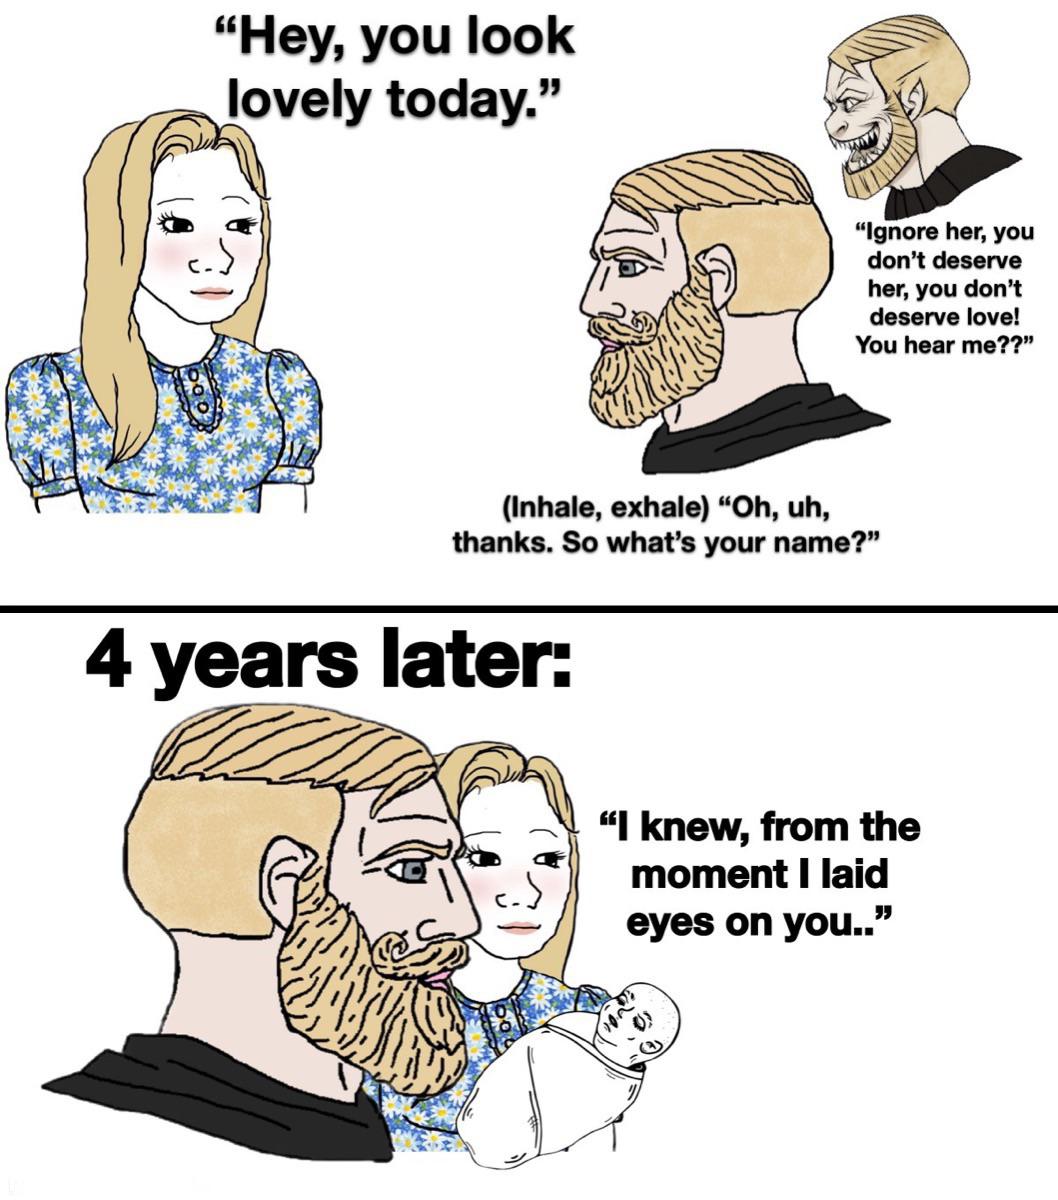 “Hey, you look
lovely today.”
“Ignore her, you
don’t deserve
her, you don’t
deserve love!
You hear me??”
(Inhale, exhale) “Oh, uh,
thanks. So what’s your name?”
4 years later:
“I knew, from the
moment I laid
eyes on you..”